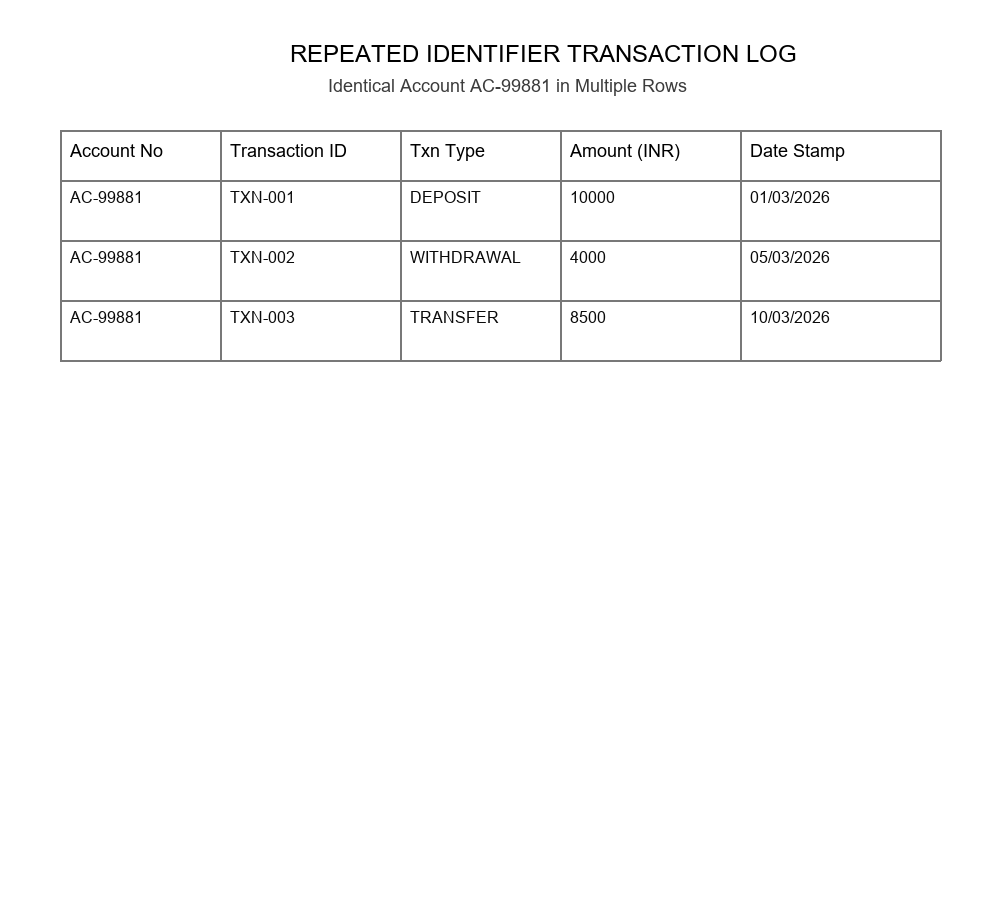 REPEATED IDENTIFIER TRANSACTION LOG
Identical Account AC-99881 in Multiple Rows
Account No Transaction ID Txn Type Amount (INR) Date Stamp
AC-99881 TXN-001 DEPOSIT 10000 01/03/2026
AC-99881 TXN-002 WITHDRAWAL 4000 05/03/2026
AC-99881 TXN-003 TRANSFER 8500 10/03/2026